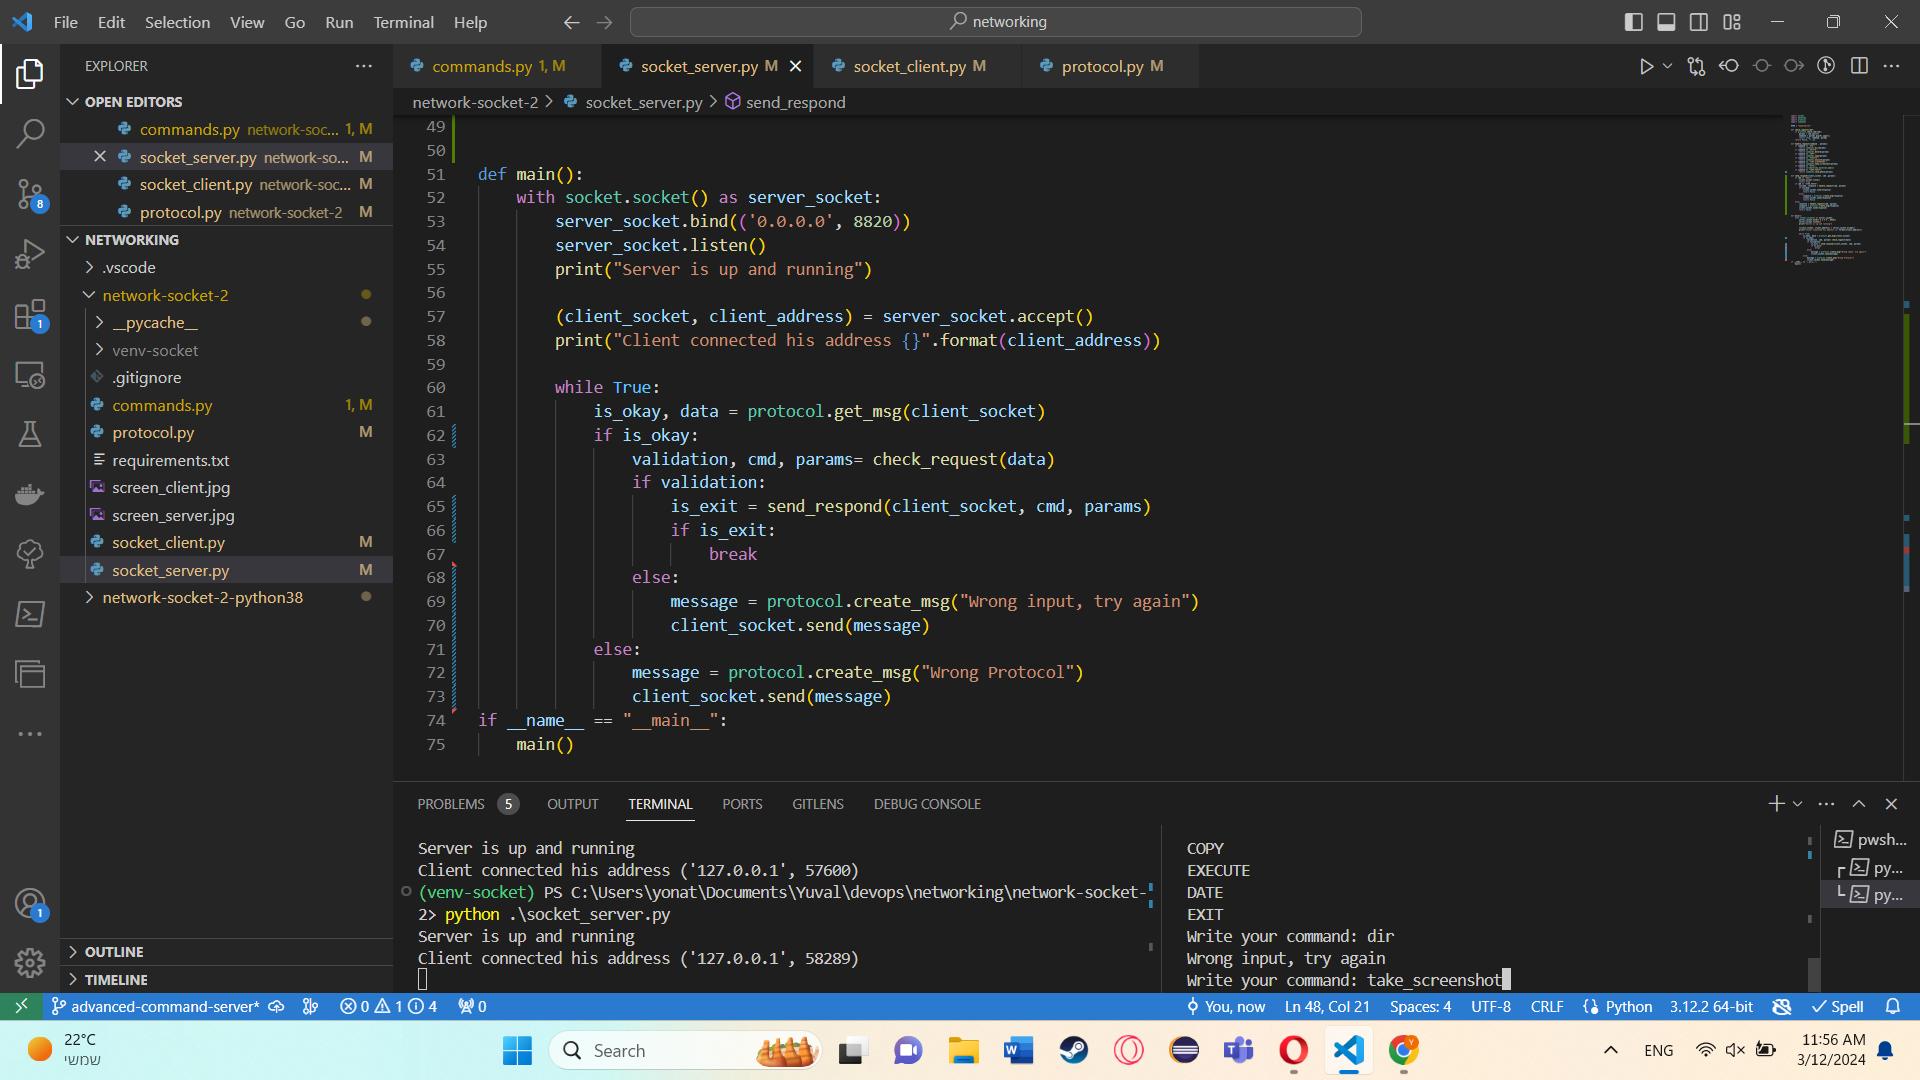 File Edit Selection View Go Run Terminal Help
networking
EXPLORER
OPEN EDITORS
commands.py network-soc... 1, M
socket_server.py network-so... M
socket_client.py network-soc... M
protocol.py network-socket-2 M
NETWORKING
.vscode
network-socket-2
__pycache__
venv-socket
.gitignore
commands.py 1, M
protocol.py M
requirements.txt
screen_client.jpg
screen_server.jpg
socket_client.py M
socket_server.py M
network-socket-2-python38
OUTLINE
TIMELINE
8
1
1
commands.py 1, M
socket_server.py M
socket_client.py M
protocol.py M
network-socket-2 > socket_server.py > send_respond
49
50
51 def main():
52 with socket.socket() as server_socket:
53 server_socket.bind(('0.0.0.0', 8820))
54 server_socket.listen()
55 print("Server is up and running")
56
57 (client_socket, client_address) = server_socket.accept()
58 print("Client connected his address {}".format(client_address))
59
60 while True:
61 is_okay, data = protocol.get_msg(client_socket)
62 if is_okay:
63 validation, cmd, params= check_request(data)
64 if validation:
65 is_exit = send_respond(client_socket, cmd, params)
66 if is_exit:
67 break
68 else:
69 message = protocol.create_msg("Wrong input, try again")
70 client_socket.send(message)
71 else:
72 message = protocol.create_msg("Wrong Protocol")
73 client_socket.send(message)
74 if __name__ == "__main__":
75 main()
PROBLEMS 5 OUTPUT TERMINAL PORTS GITLENS DEBUG CONSOLE
Server is up and running
Client connected his address ('127.0.0.1', 57600)
(venv-socket) PS C:\Users\yonat\Documents\Yuval\devops\networking\network-socket-
2> python .\socket_server.py
Server is up and running
Client connected his address ('127.0.0.1', 58289)
COPY
EXECUTE
DATE
EXIT
Write your command: dir
Wrong input, try again
Write your command: take_screenshot
pwsh...
py...
py...
advanced-command-server* 0 1 4 0
You, now Ln 48, Col 21 Spaces: 4 UTF-8 CRLF Python 3.12.2 64-bit Spell
22°C
שמשי
Search
ENG
11:56 AM
3/12/2024